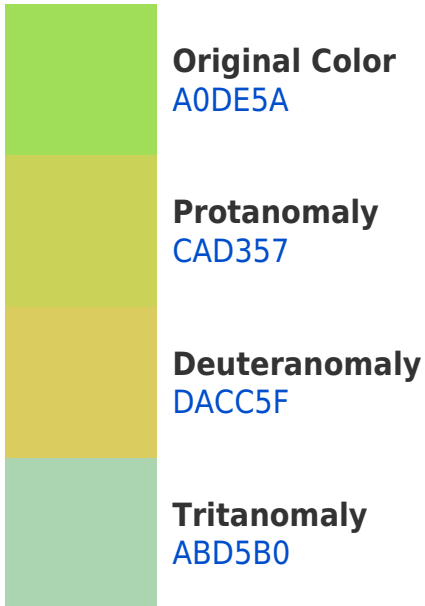 Original Color
A0DE5A
Protanomaly
CAD357
Deuteranomaly
DACC5F
Tritanomaly
ABD5B0